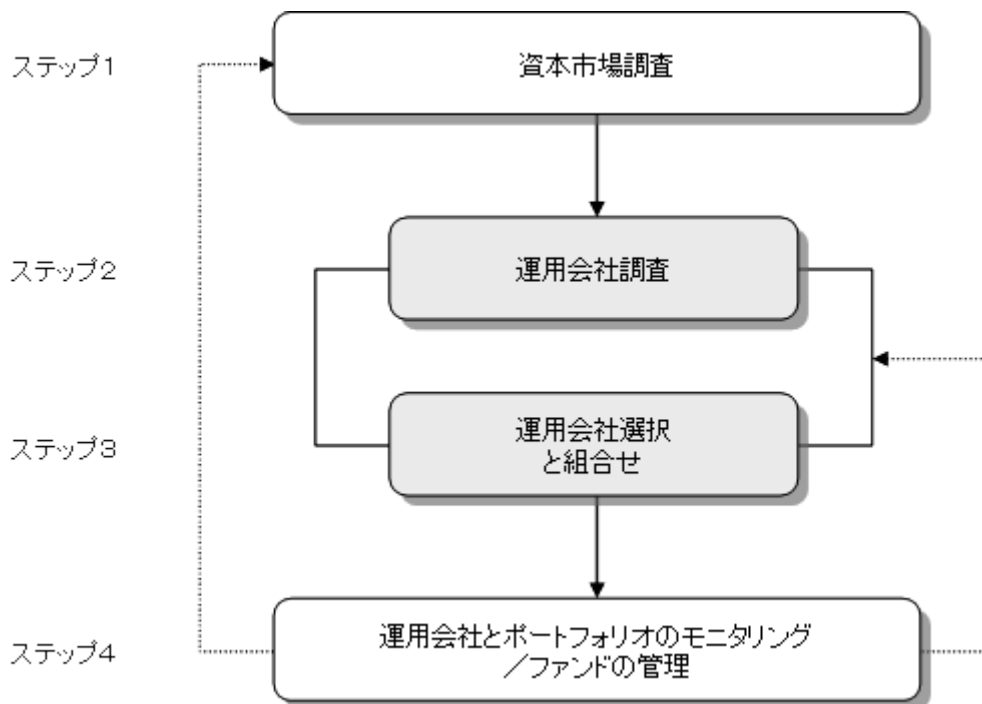 ステップ1
資本市場調査
ステップ2
運用会社調査
ステップ3
運用会社選択
と組合せ
ステップ4
運用会社とポートフォリオのモニタリング
／ファンドの管理